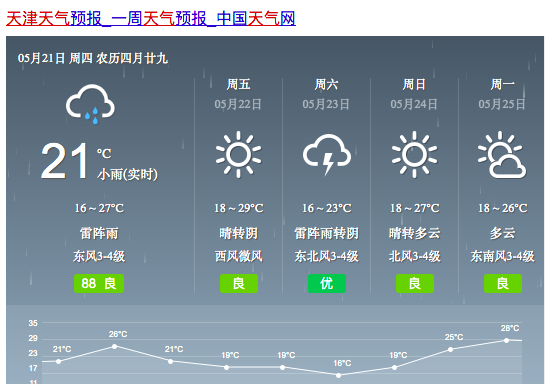 天津天气预报_一周天气预报_中国天气网
05月21日 周四 农历四月廿九
21 ℃
小雨(实时)
16～27℃
雷阵雨
东风3-4级
88 良
周五
05月22日
18～29℃
晴转阴
西风微风
良
周六
05月23日
16～23℃
雷阵雨转阴
东北风3-4级
优
周日
05月24日
18～27℃
晴转多云
北风3-4级
良
周一
05月25日
18～26℃
多云
东南风3-4级
良
35
29
23
17
11
21°C
26°C
21°C
19°C
19°C
16°C
19°C
25°C
28°C